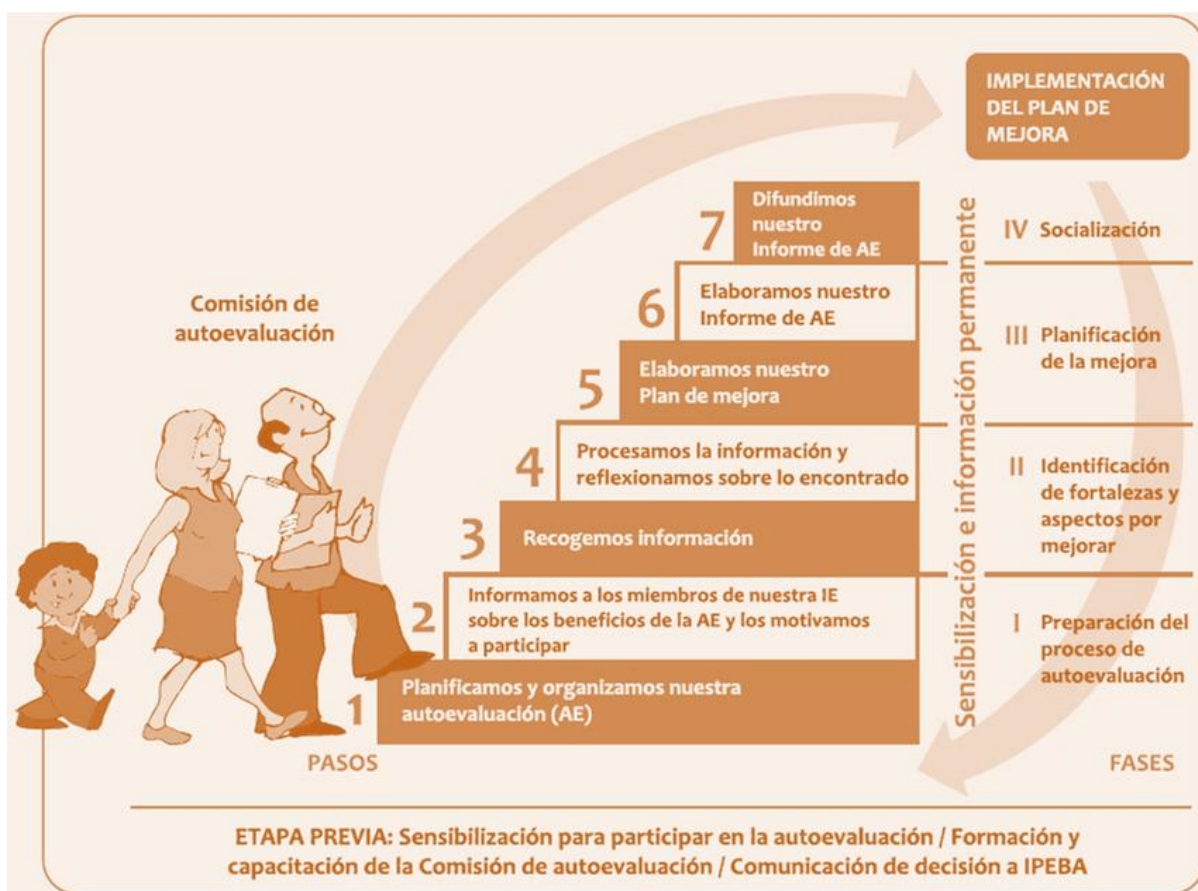 IMPLEMENTACIÓN
DEL PLAN DE
MEJORA
Comisión de
autoevaluación
7
Difundimos
nuestro
Informe de AE
6
Elaboramos nuestro
Informe de AE
5
Elaboramos nuestro
Plan de mejora
4
Procesamos la información y
reflexionamos sobre lo encontrado
3
Recogemos información
2
Informamos a los miembros de nuestra IE
sobre los beneficios de la AE y los motivamos
a participar
1
Planificamos y organizamos nuestra
autoevaluación (AE)
PASOS
Sensibilización e información permanente
IV Socialización
III Planificación
de la mejora
II Identificación
de fortalezas y
aspectos por
mejorar
I Preparación del
proceso de
autoevaluación
FASES
ETAPA PREVIA: Sensibilización para participar en la autoevaluación / Formación y
capacitación de la Comisión de autoevaluación / Comunicación de decisión a IPEBA